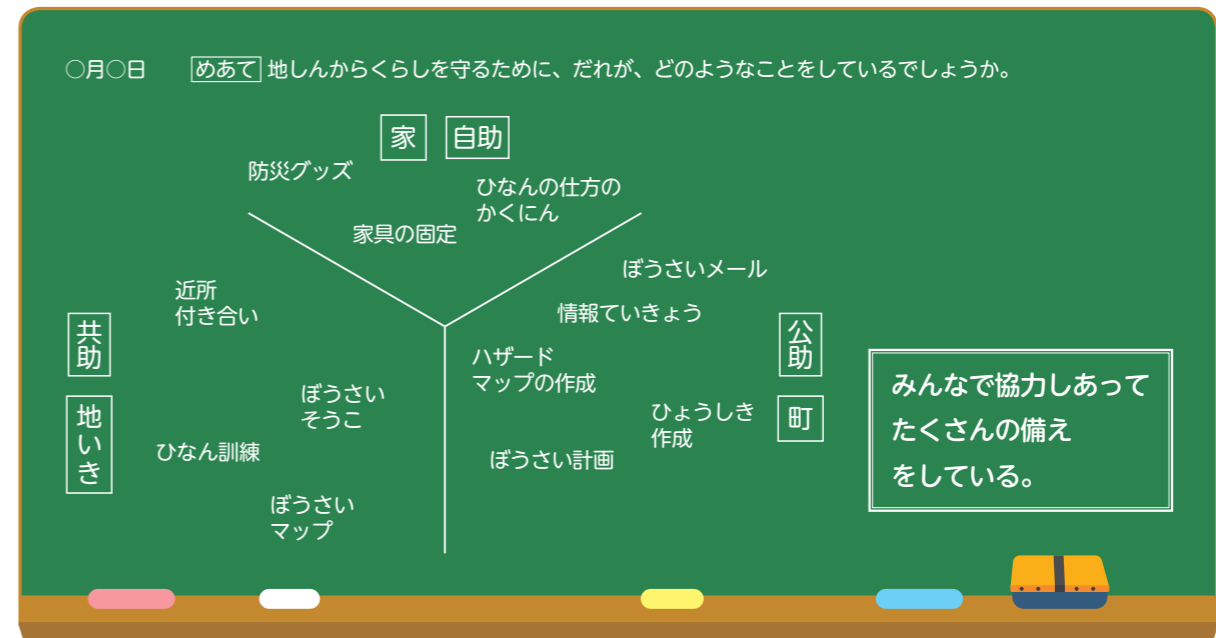 ○月○日 めあて 地しんからくらしを守るために、だれが、どのようなことをしているでしょうか。
家 自助
防災グッズ
ひなんの仕方の
かくにん
家具の固定
共助
地いき
近所
付き合い
ぼうさい
そうこ
ひなん訓練
ぼうさい
マップ
ぼうさいメール
情報ていきょう
ハザード
マップの作成
ひょうしき
作成
ぼうさい計画
公助
町
みんなで協力しあって
たくさんの備え
をしている。